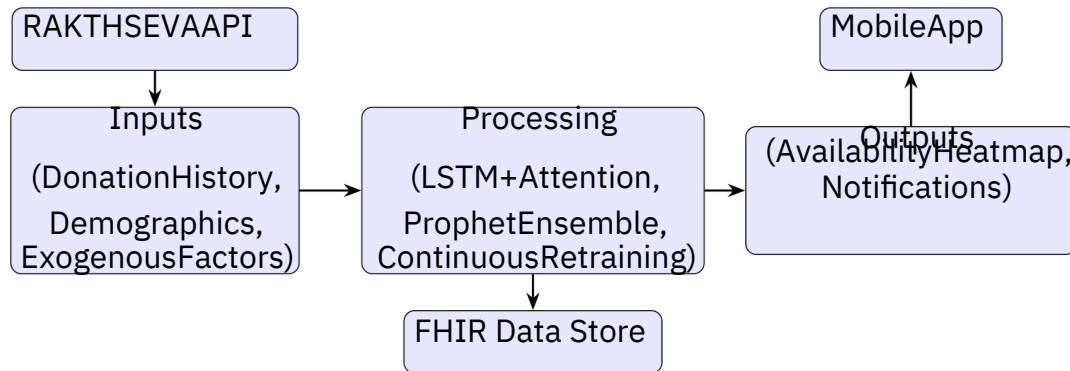 RAKTHSEVAAPI
MobileApp
Inputs
(DonationHistory,
Demographics,
ExogenousFactors)
Processing
(LSTM+Attention,
ProphetEnsemble,
ContinuousRetraining)
Outputs
(AvailabilityHeatmap,
Notifications)
FHIR Data Store